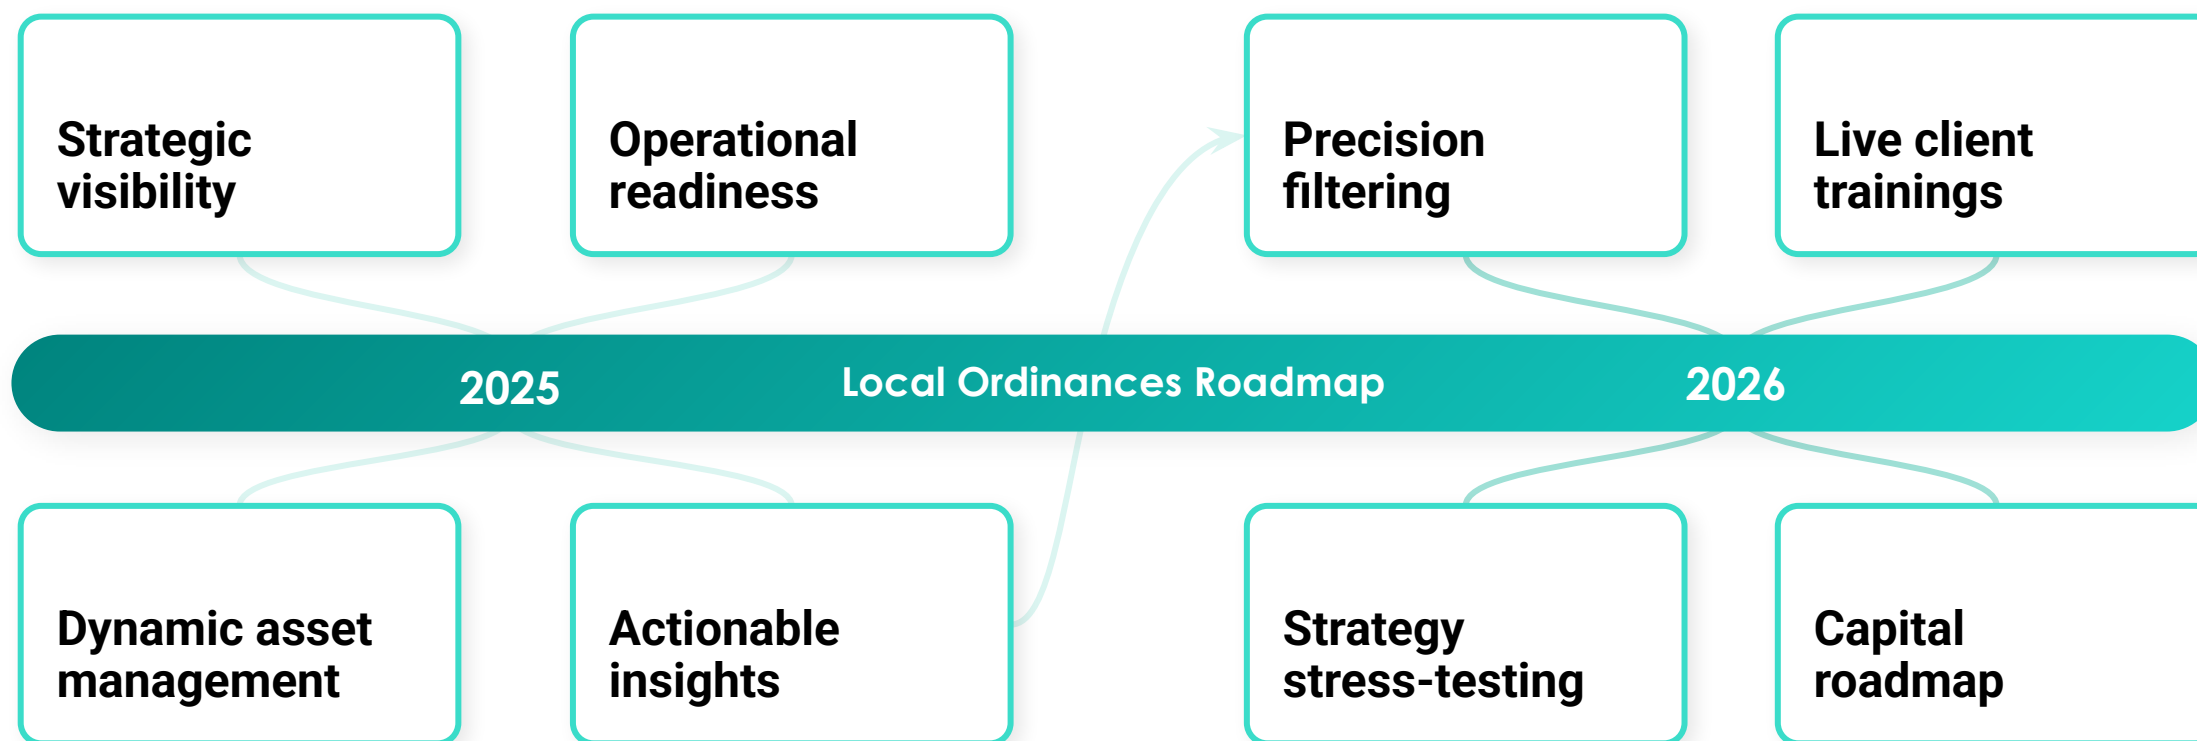 Strategic
visibility
Operational
readiness
Precision
filtering
Live client
trainings
2025
Local Ordinances Roadmap
2026
Dynamic asset
management
Actionable
insights
Strategy
stress-testing
Capital
roadmap